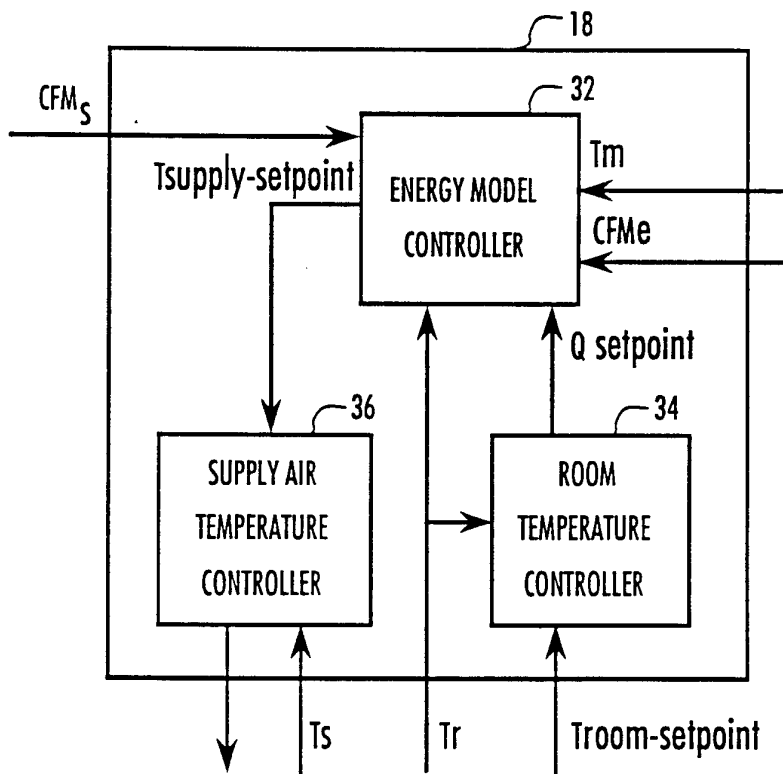 18
CFMs
32
Tsupply-setpoint
ENERGY MODEL
CONTROLLER
Tm
CFMe
Q setpoint
36
34
SUPPLY AIR
TEMPERATURE
CONTROLLER
ROOM
TEMPERATURE
CONTROLLER
Ts
Tr
Troom-setpoint